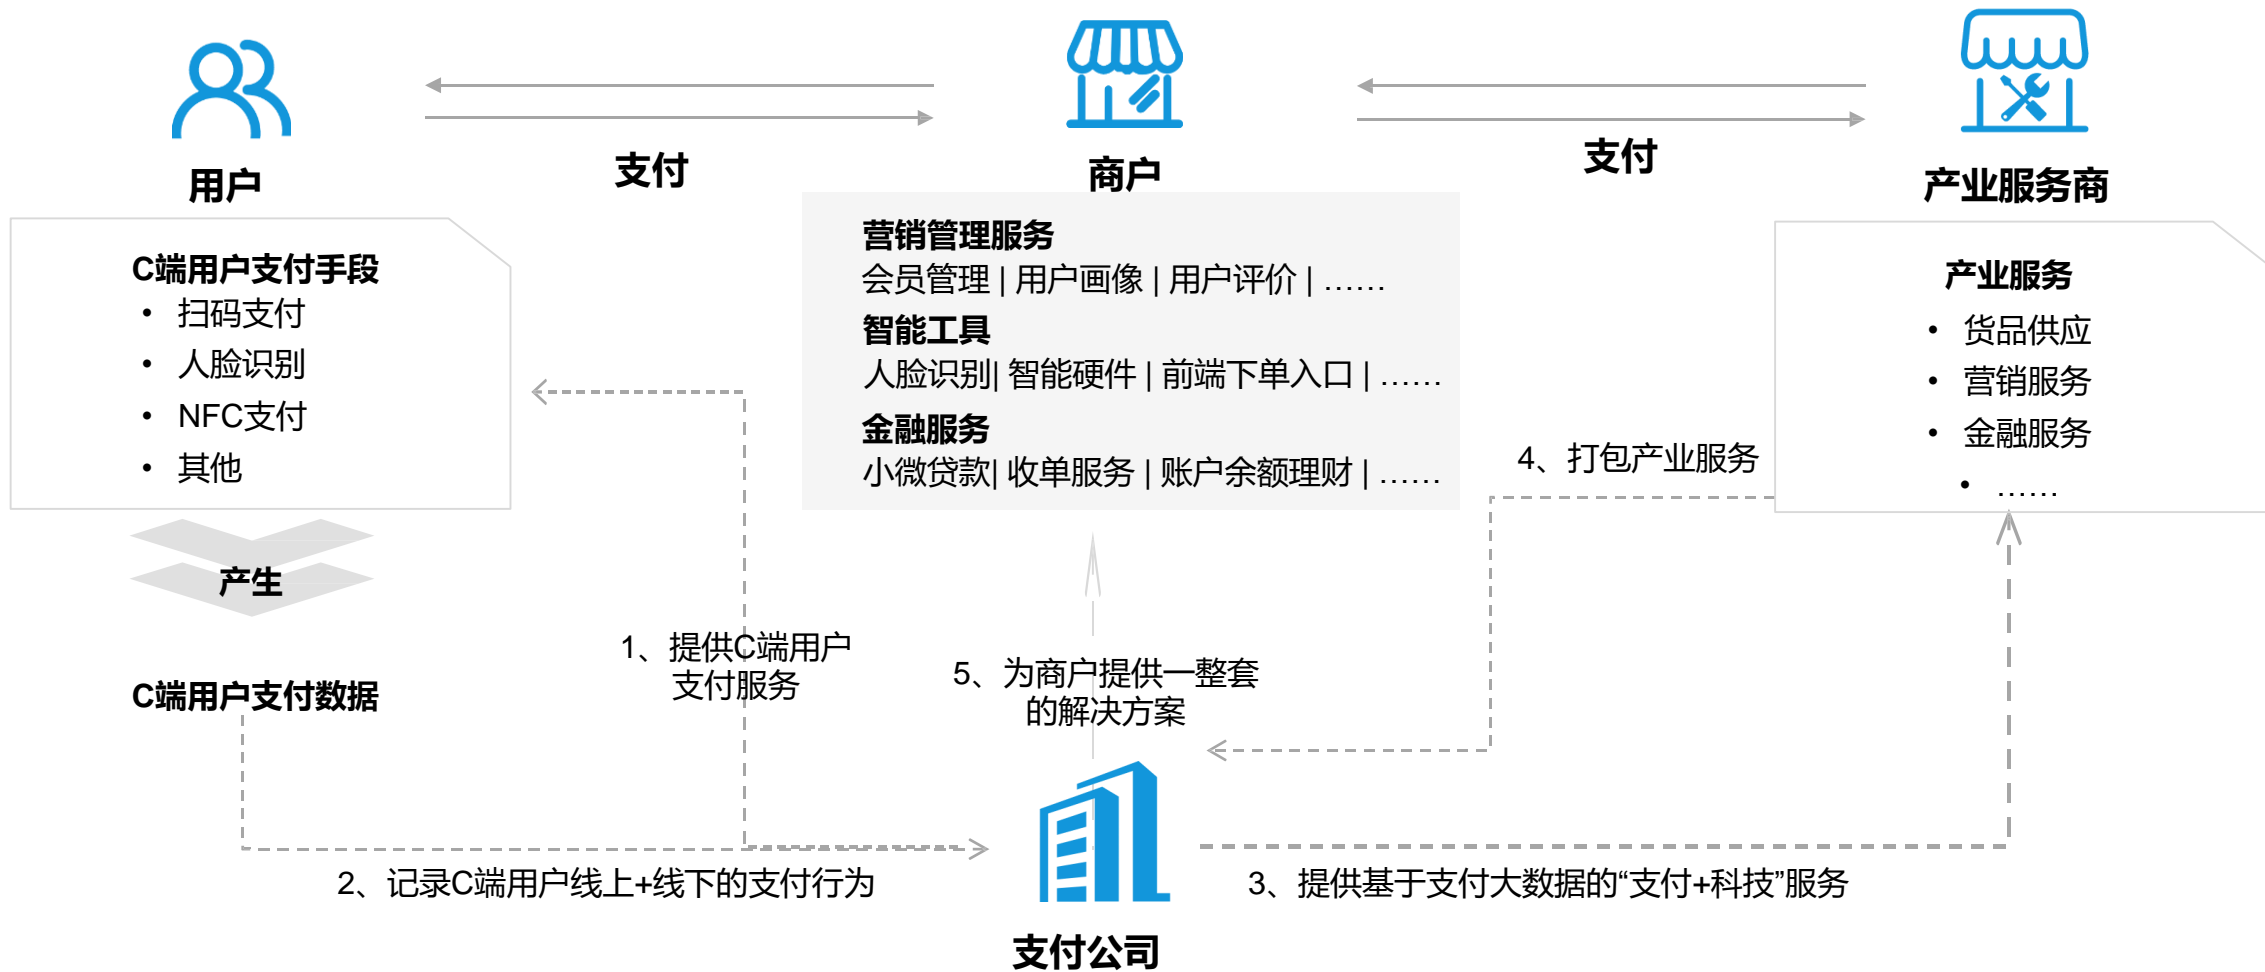 用户
支付
商户
支付
产业服务商
C端用户支付手段
• 扫码支付
• 人脸识别
• NFC支付
• 其他
产生
C端用户支付数据
营销管理服务
会员管理 | 用户画像 | 用户评价 | ……
智能工具
人脸识别| 智能硬件 | 前端下单入口 | ……
金融服务
小微贷款| 收单服务 | 账户余额理财 | ……
产业服务
• 货品供应
• 营销服务
• 金融服务
• ……
4、打包产业服务
1、提供C端用户
支付服务
5、为商户提供一整套
的解决方案
2、记录C端用户线上+线下的支付行为
3、提供基于支付大数据的“支付+科技”服务
支付公司